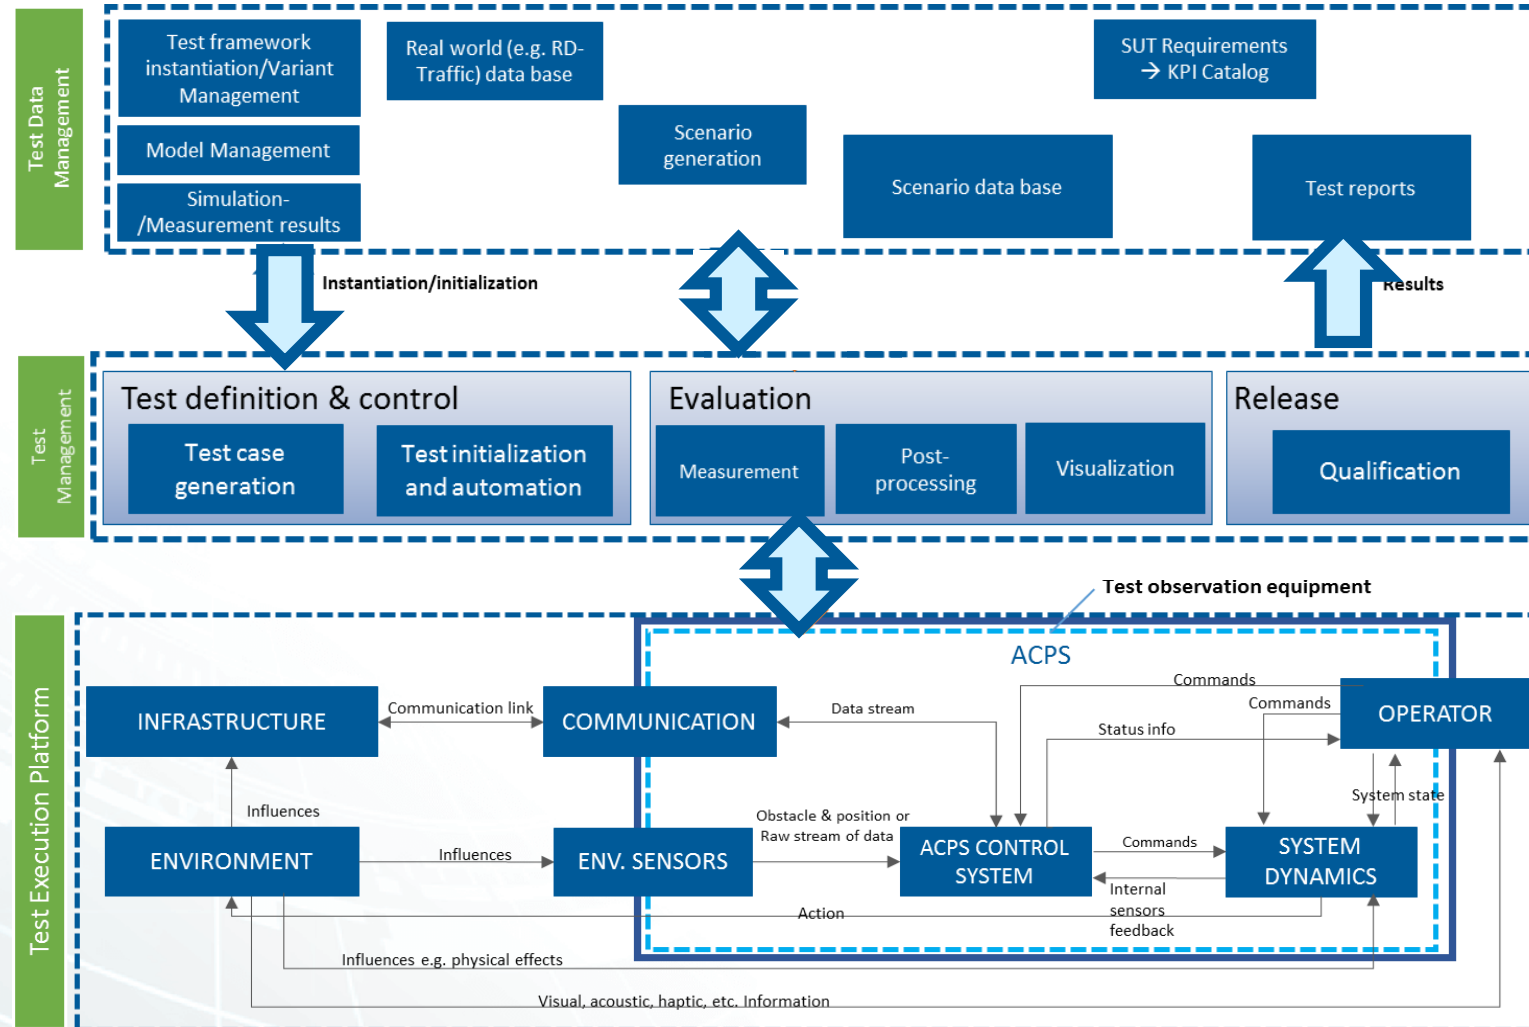 Test Data
Management
Test framework
instantiation/Variant
Management
Real world (e.g. RD-
Traffic) data base
SUT Requirements
→ KPI Catalog
Model Management
Scenario
generation
Simulation-
/Measurement results
Scenario data base
Test reports
Instantiation/initialization
Results
Test
Management
Test definition & control
Test case
generation
Test initialization
and automation
Evaluation
Measurement
Post-
processing
Visualization
Release
Qualification
Test observation equipment
Test Execution Platform
ACPS
INFRASTRUCTURE
Communication link
COMMUNICATION
Data stream
Commands
Commands
Status info
OPERATOR
System state
Influences
ENVIRONMENT
Influences
ENV. SENSORS
Obstacle & position or
Raw stream of data
ACPS CONTROL
SYSTEM
Commands
SYSTEM
DYNAMICS
Internal
sensors
feedback
Action
Influences e.g. physical effects
Visual, acoustic, haptic, etc. Information